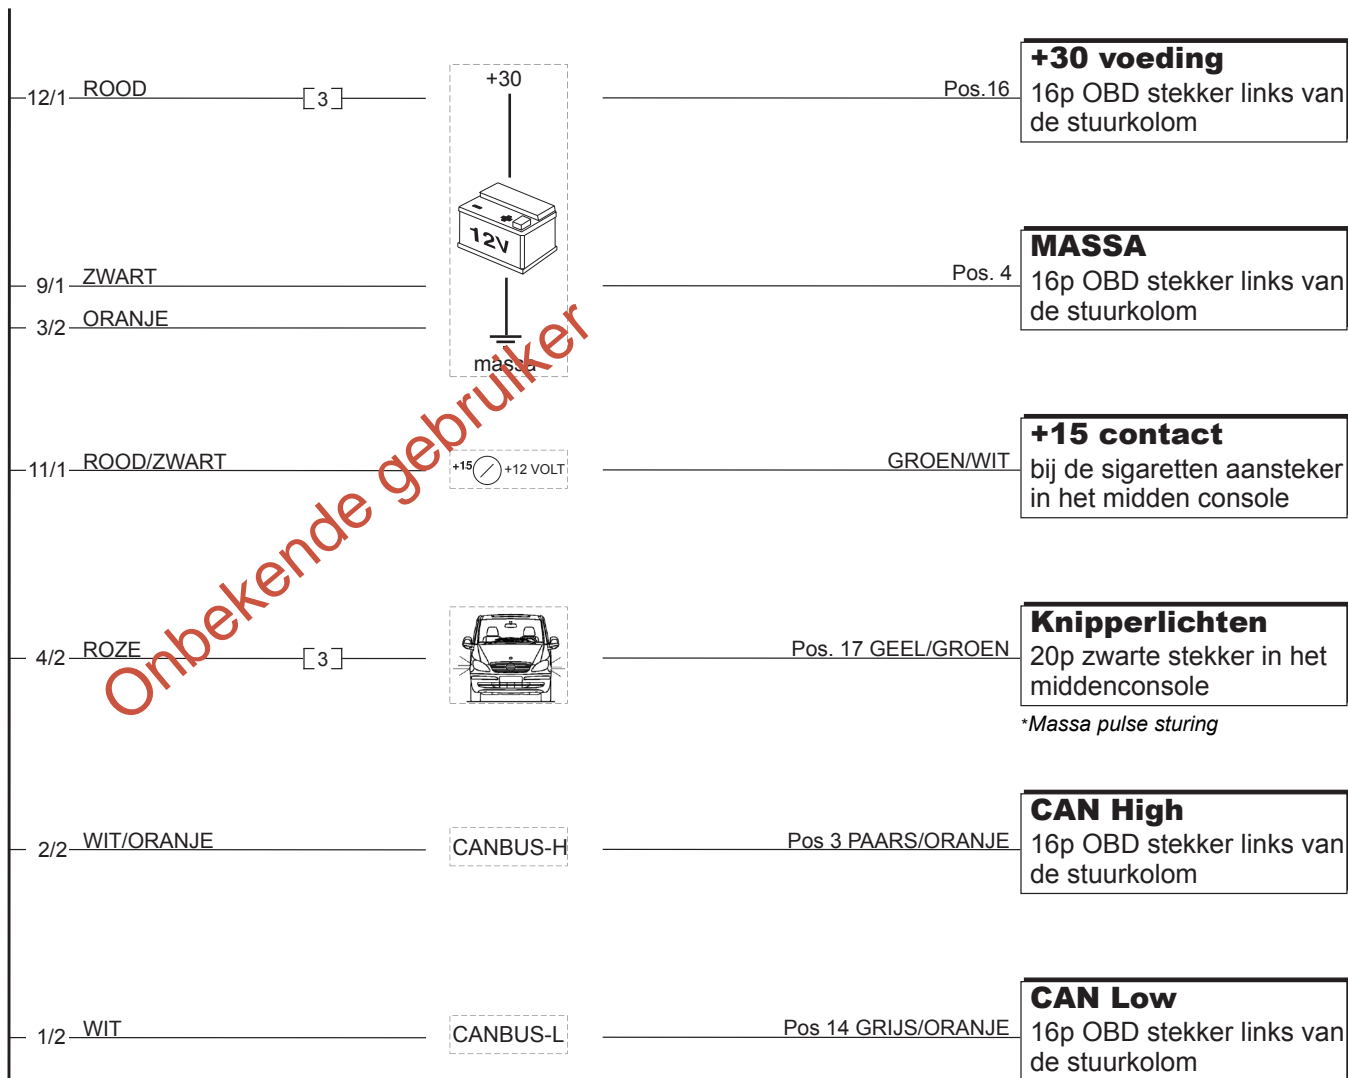 12/1 ROOD [3] +30 Pos.16 +30 voeding
16p OBD stekker links van
de stuurkolom
12V
9/1 ZWART Pos. 4 MASSA
16p OBD stekker links van
de stuurkolom
3/2 ORANJE
massa
11/1 ROOD/ZWART +15 +12 VOLT GROEN/WIT +15 contact
bij de sigaretten aansteker
in het midden console
Onbekende gebruiker
4/2 ROZE [3] Pos. 17 GEEL/GROEN Knipperlichten
20p zwarte stekker in het
middenconsole
*Massa pulse sturing
2/2 WIT/ORANJE CANBUS-H Pos 3 PAARS/ORANJE CAN High
16p OBD stekker links van
de stuurkolom
1/2 WIT CANBUS-L Pos 14 GRIJS/ORANJE CAN Low
16p OBD stekker links van
de stuurkolom